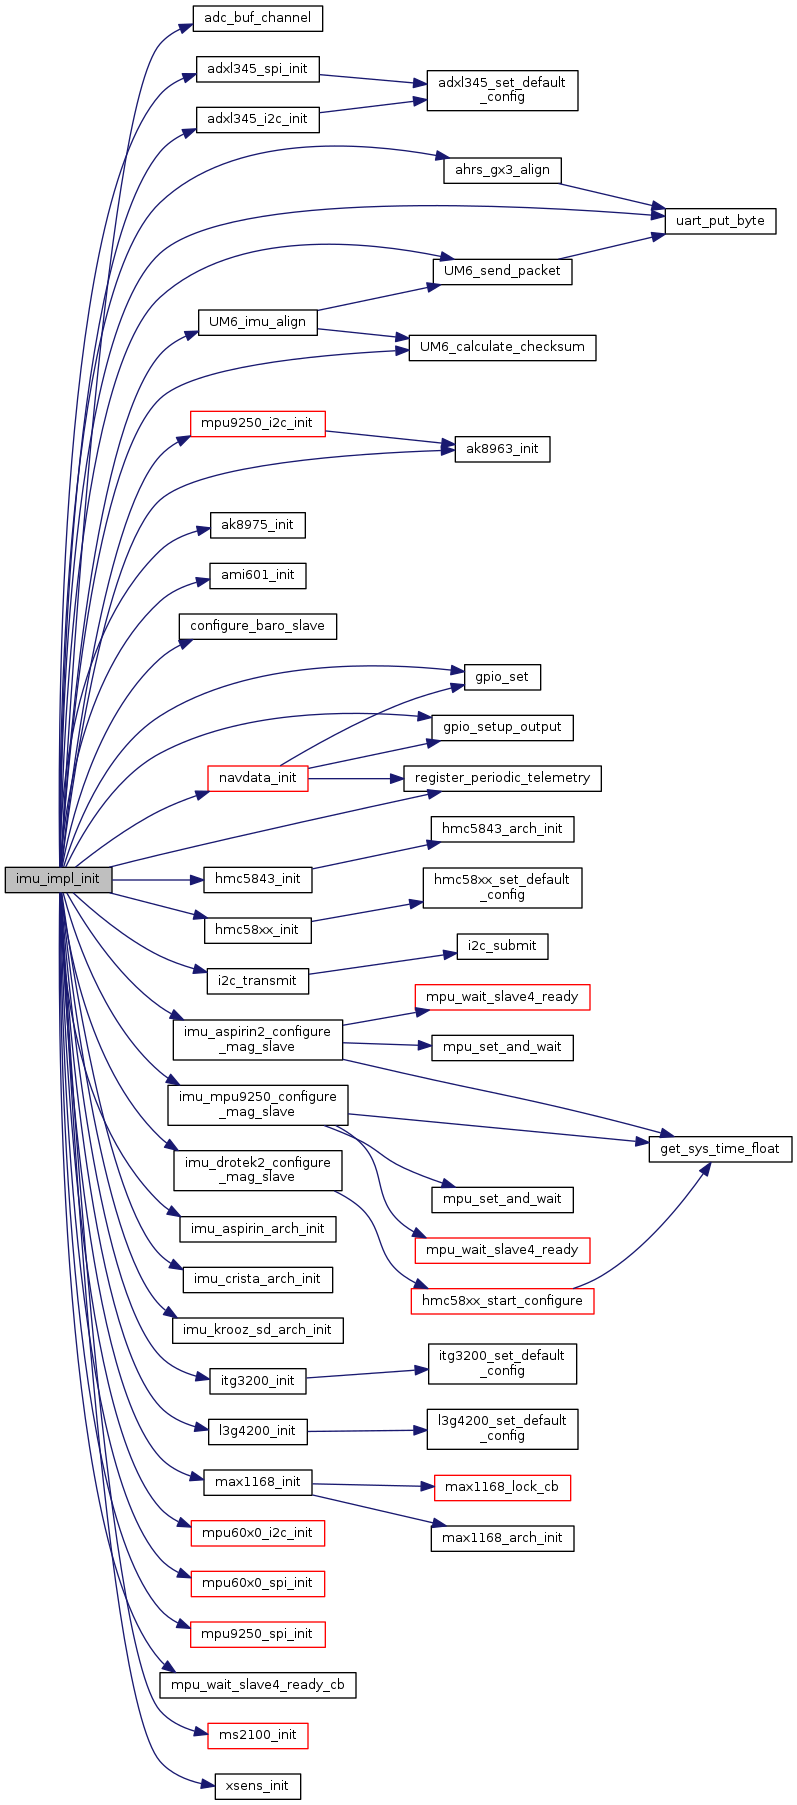 adc_buf_channel
adxl345_spi_init
adxl345_set_default
_config
adxl345_i2c_init
ahrs_gx3_align
uart_put_byte
UM6_send_packet
UM6_imu_align
UM6_calculate_checksum
mpu9250_i2c_init
ak8963_init
ak8975_init
ami601_init
configure_baro_slave
gpio_set
gpio_setup_output
navdata_init
register_periodic_telemetry
hmc5843_arch_init
imu_impl_init
hmc5843_init
hmc58xx_set_default
_config
hmc58xx_init
i2c_submit
i2c_transmit
mpu_wait_slave4_ready
imu_aspirin2_configure
_mag_slave
mpu_set_and_wait
imu_mpu9250_configure
_mag_slave
get_sys_time_float
imu_drotek2_configure
_mag_slave
mpu_set_and_wait
imu_aspirin_arch_init
mpu_wait_slave4_ready
imu_crista_arch_init
hmc58xx_start_configure
imu_krooz_sd_arch_init
itg3200_set_default
_config
itg3200_init
l3g4200_set_default
_config
l3g4200_init
max1168_init
max1168_lock_cb
mpu60x0_i2c_init
max1168_arch_init
mpu60x0_spi_init
mpu9250_spi_init
mpu_wait_slave4_ready_cb
ms2100_init
xsens_init